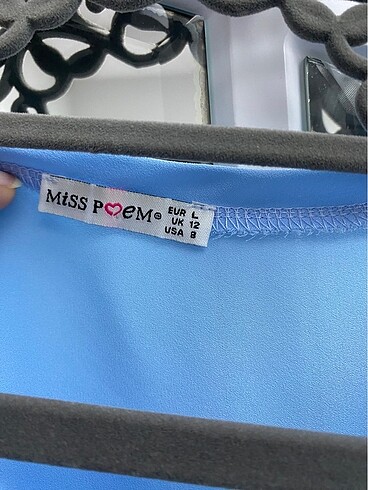 MiSS P♥eM®
EUR L
UK 12
USA 8